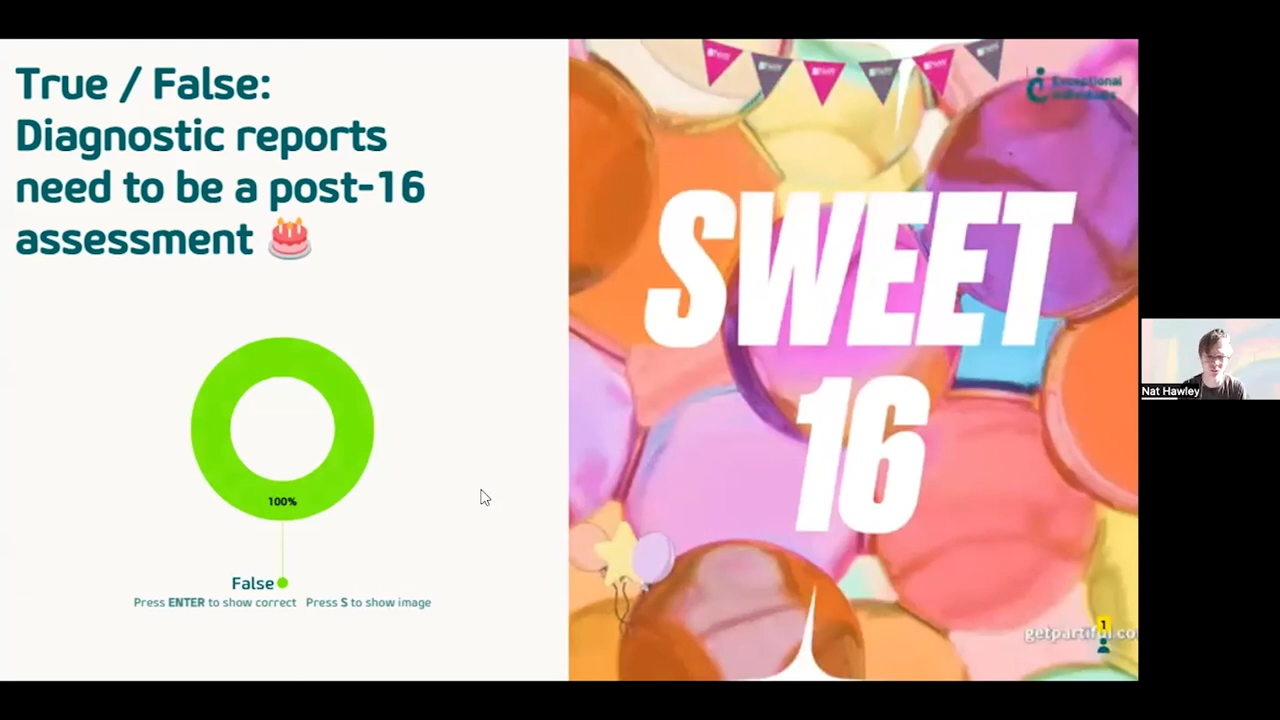 True / False:
Diagnostic reports
need to be a post-16
assessment
100%
False
Press ENTER to show correct Press S to show image
Exceptional
Individuals
SWEET
16
1
Nat Hawley